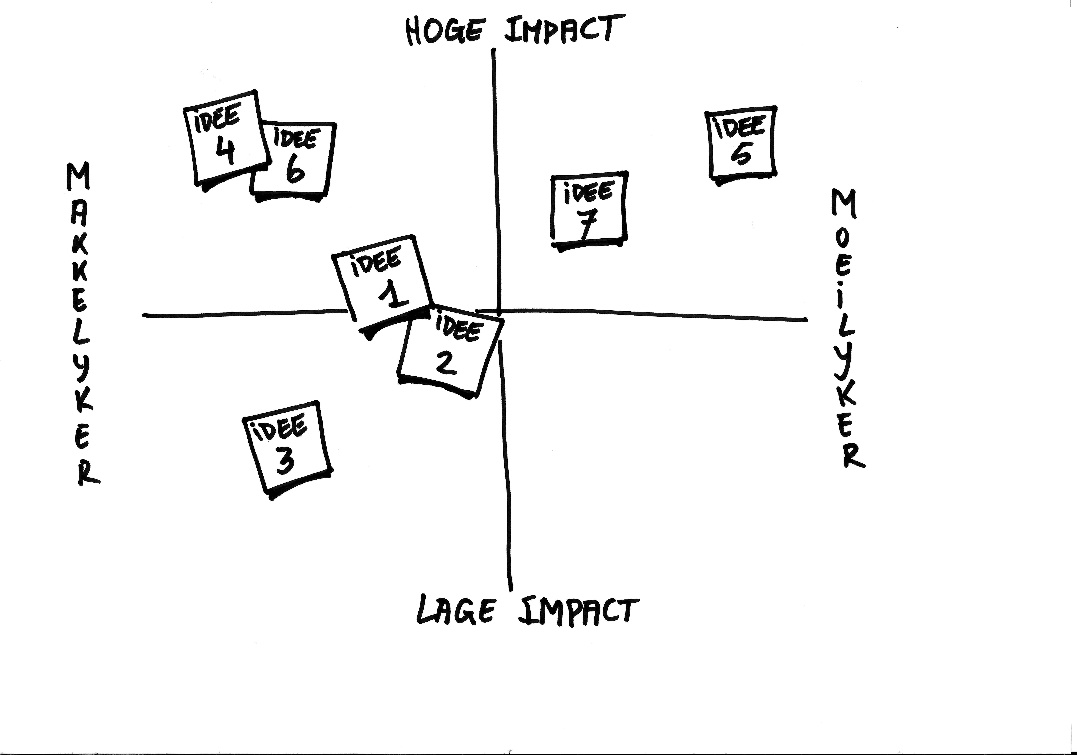 HOGE IMPACT
iDEE
4
iDEE
6
iDEE
5
iDEE
7
MAKKELYKER
MOEiLYKER
iDEE
1
iDEE
2
iDEE
3
LAGE IMPACT